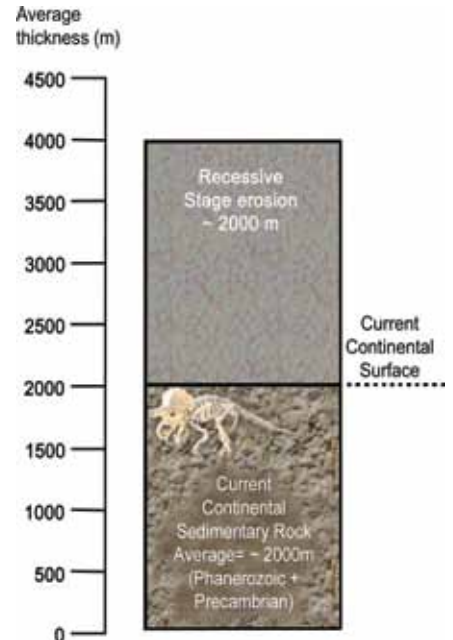 Average
thickness (m)
4500
4000
3500
3000
2500
2000
1500
1000
500
0
Recessive
Stage erosion
~ 2000 m
Current
Continental
Surface
Current
Continental
Sedimentary Rock
Average= ~ 2000m
(Phanerozoic +
Precambrian)